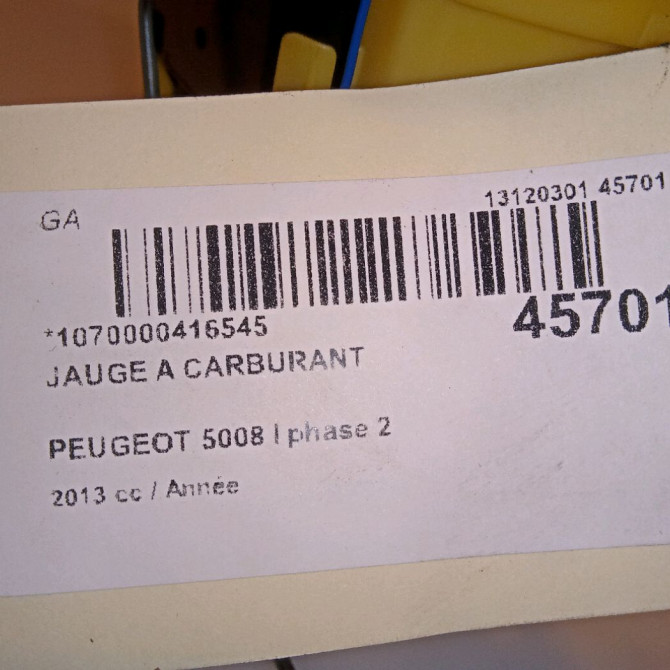 GA
13120301 45701
*1070000416545
45701
JAUGE A CARBURANT
PEUGEOT 5008 I phase 2
2013 cc / Année